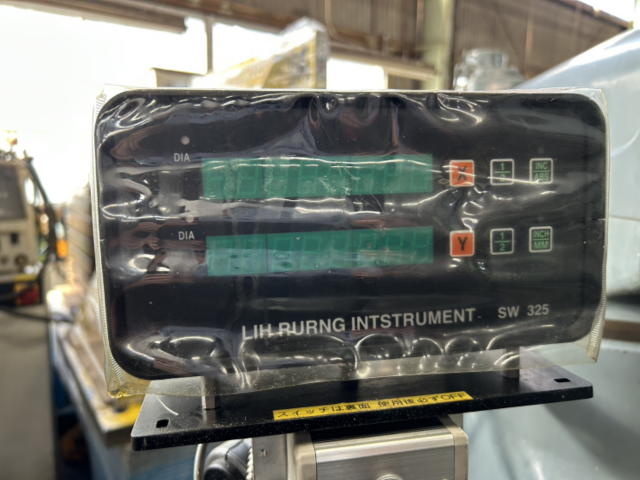 DIA
X
1/2
INC
ABS
DIA
Y
1/2
INCH
MM
LIH RURNG INTSTRUMENT SW 325
スイッチは裏面 使用後必ずOFF